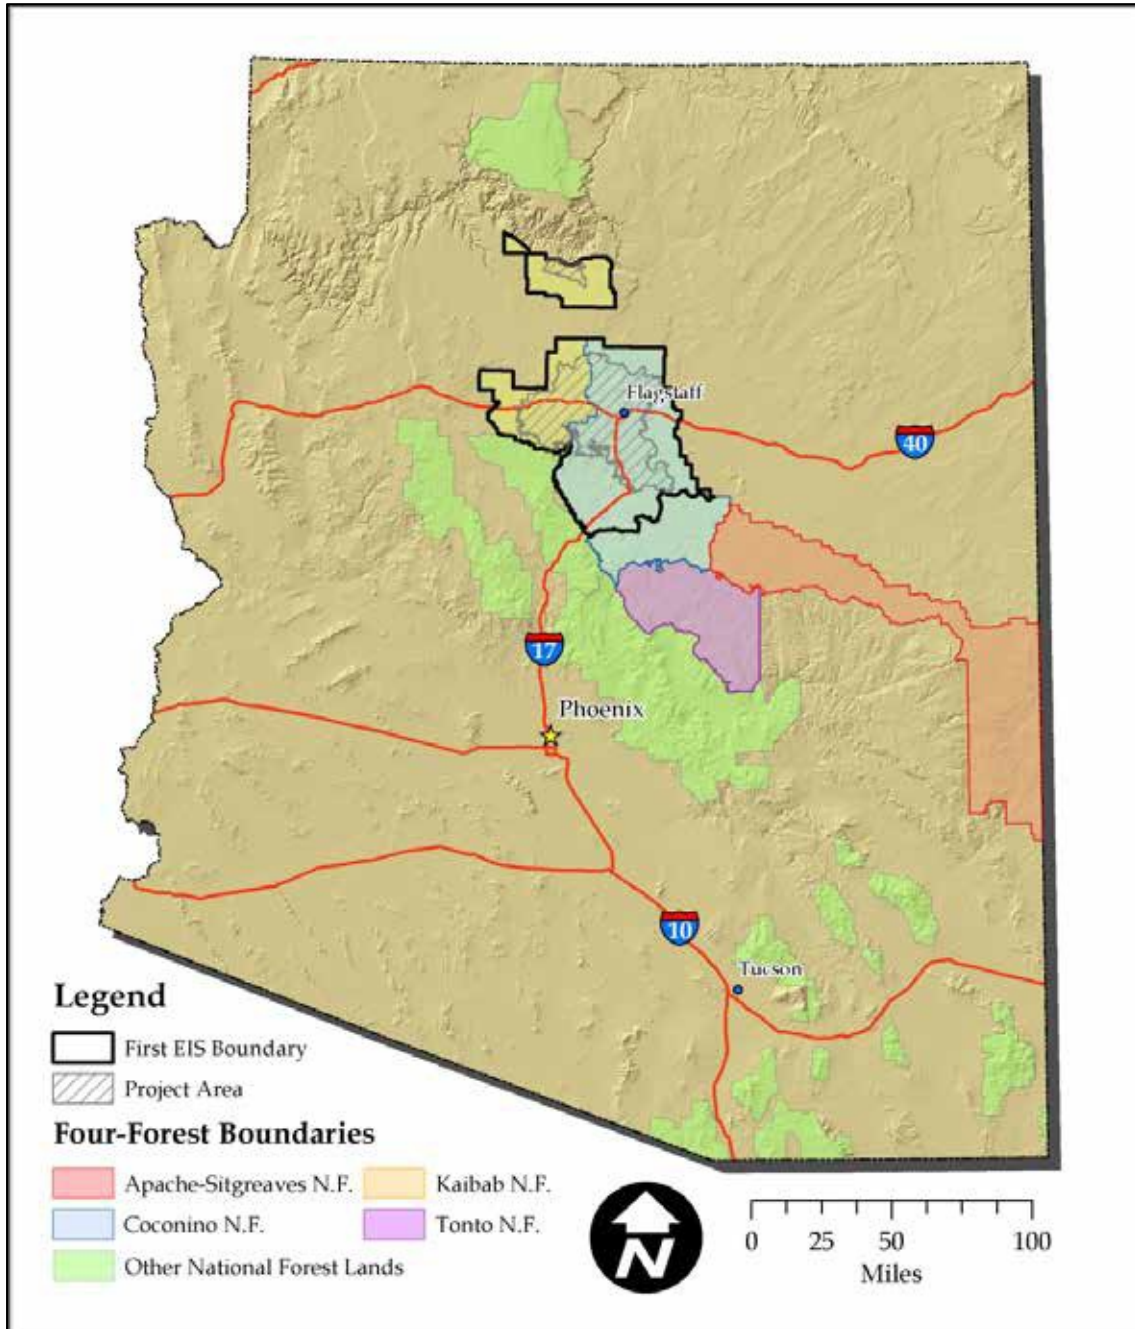 Flagstaff
40
17
Phoenix
10
Tucson
Legend
First EIS Boundary
Project Area
Four-Forest Boundaries
Apache-Sitgreaves N.F.
Kaibab N.F.
Coconino N.F.
Tonto N.F.
Other National Forest Lands
N
0 25 50 100
Miles